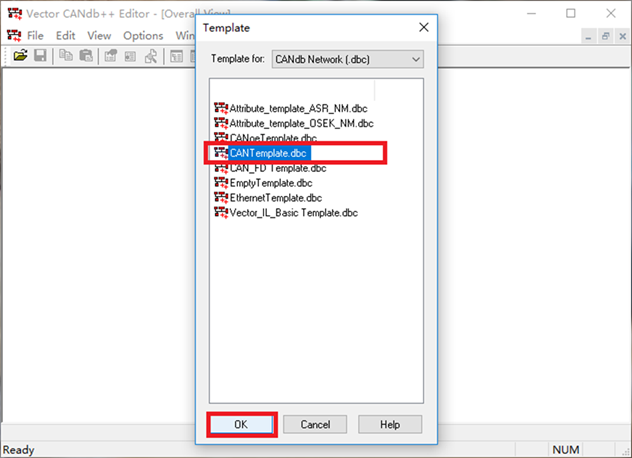 Vector CANdb++ Editor - [Overall View]
File Edit View Options Win
Template
Template for: CANdb Network (.dbc)
Attribute_template_ASR_NM.dbc
Attribute_template_OSEK_NM.dbc
CANoeTemplate.dbc
CANTemplate.dbc
CAN_FD Template.dbc
EmptyTemplate.dbc
EthernetTemplate.dbc
Vector_IL_Basic Template.dbc
OK Cancel Help
Ready NUM